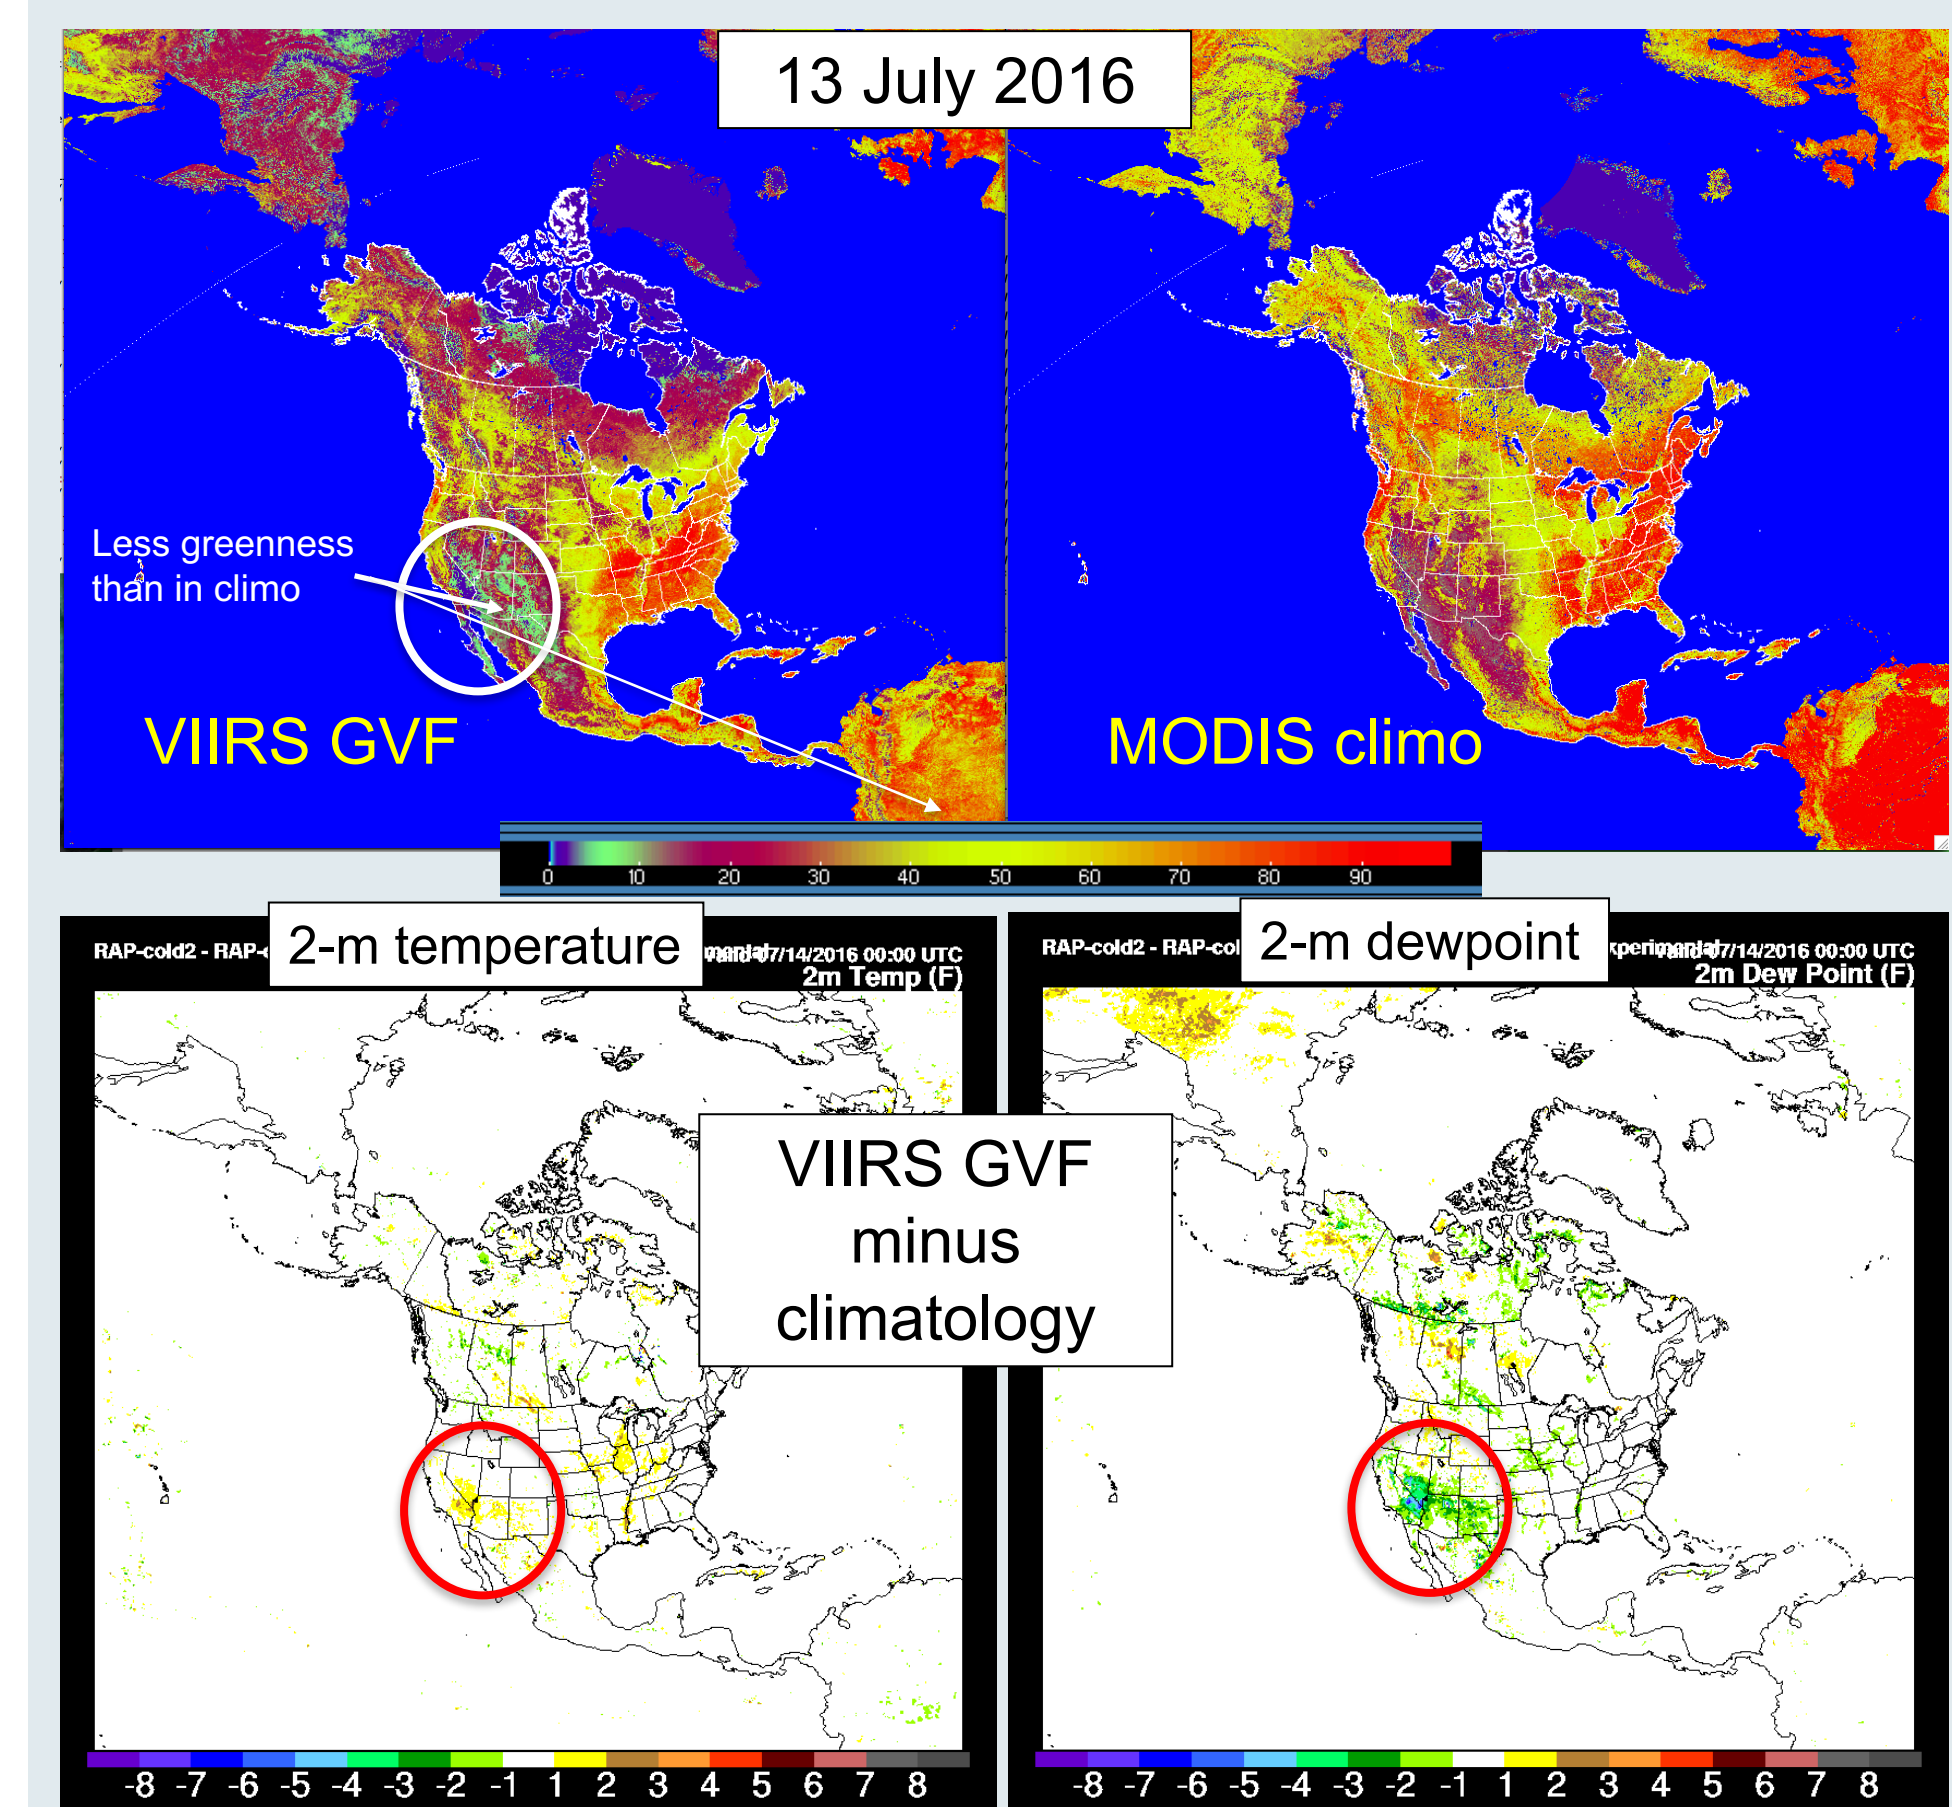 13 July 2016
Less greenness
than in climo
VIIRS GVF
MODIS climo
0 10 20 30 40 50 60 70 80 90
2-m temperature
2-m dewpoint
RAP-cold2 - RAP-
07/14/2016 00:00 UTC
2m Temp (F)
RAP-cold2 - RAP-col
07/14/2016 00:00 UTC
2m Dew Point (F)
VIIRS GVF
minus
climatology
-8 -7 -6 -5 -4 -3 -2 -1 1 2 3 4 5 6 7 8
-8 -7 -6 -5 -4 -3 -2 -1 1 2 3 4 5 6 7 8